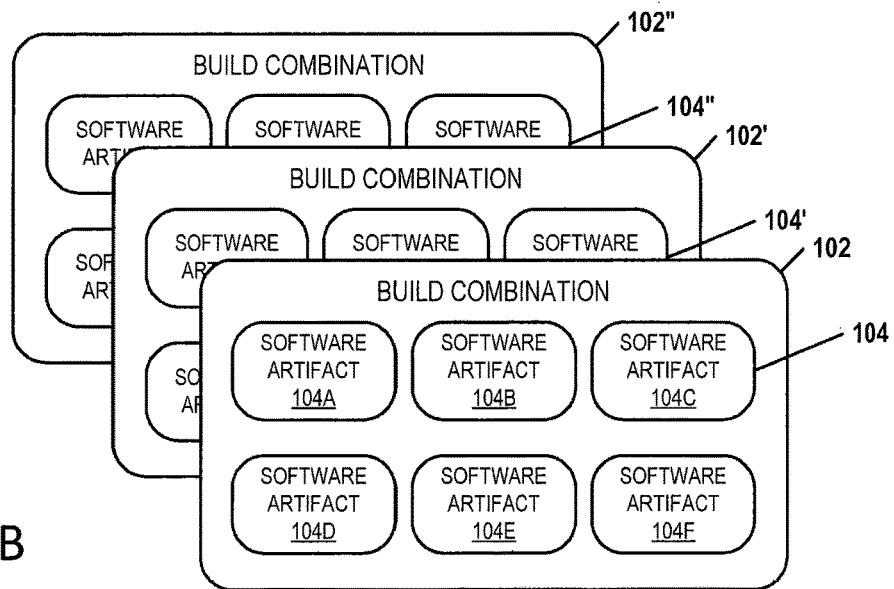 102"
BUILD COMBINATION
SOFTWARE SOFTWARE SOFTWARE
104"
102'
BUILD COMBINATION
SOFTWARE SOFTWARE SOFTWARE
104'
102
BUILD COMBINATION
SOFTWARE ARTIFACT 104A
SOFTWARE ARTIFACT 104B
SOFTWARE ARTIFACT 104C
104
SOFTWARE ARTIFACT 104D
SOFTWARE ARTIFACT 104E
SOFTWARE ARTIFACT 104F
B